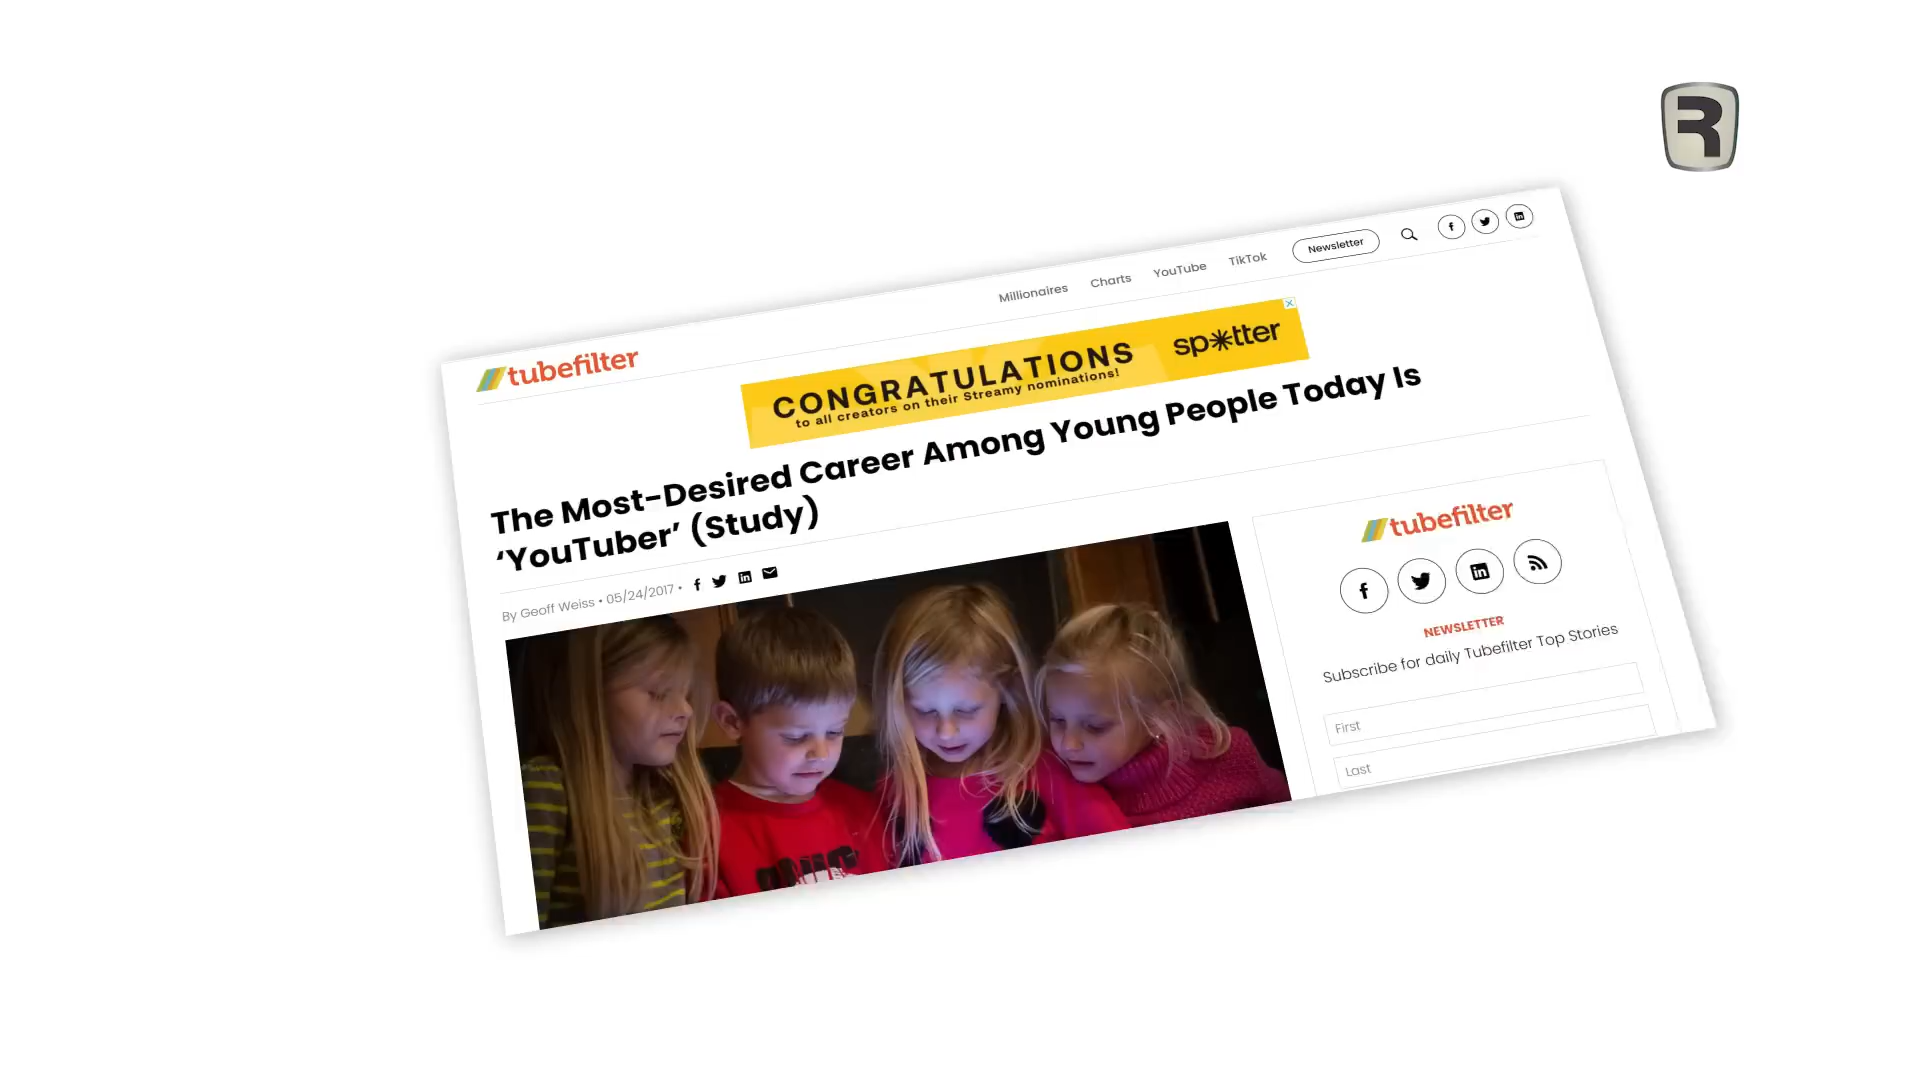 R
Millionaires Charts YouTube TikTok Newsletter
tubefilter
CONGRATULATIONS
to all creators on their Streamy nominations!
spotter
The Most-Desired Career Among Young People Today Is
‘YouTuber’ (Study)
By Geoff Weiss • 05/24/2017 •
tubefilter
NEWSLETTER
Subscribe for daily Tubefilter Top Stories
First
Last